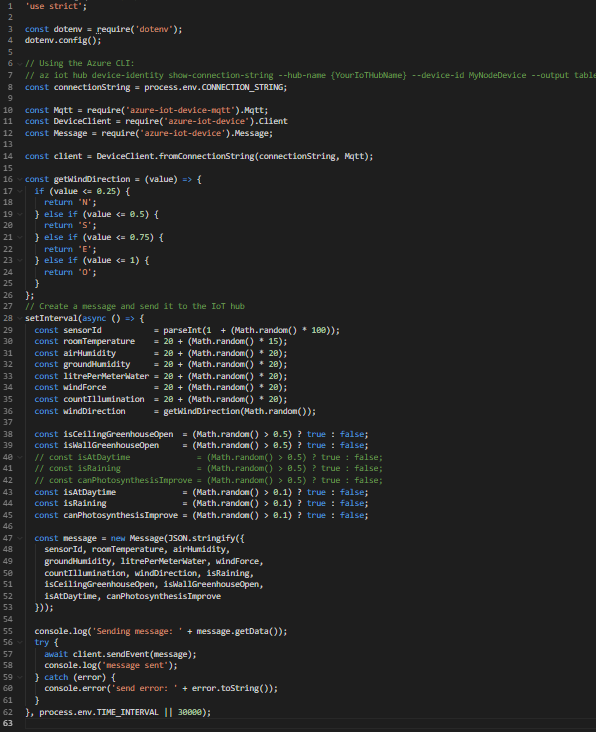 1 'use strict';
2
3 const dotenv = require('dotenv');
4 dotenv.config();
5
6 // Using the Azure CLI:
7 // az iot hub device-identity show-connection-string --hub-name {YourIoTHubName} --device-id MyNodeDevice --output table
8 const connectionString = process.env.CONNECTION_STRING;
9
10 const Mqtt = require('azure-iot-device-mqtt').Mqtt;
11 const DeviceClient = require('azure-iot-device').Client
12 const Message = require('azure-iot-device').Message;
13
14 const client = DeviceClient.fromConnectionString(connectionString, Mqtt);
15
16 const getWindDirection = (value) => {
17   if (value <= 0.25) {
18     return 'N';
19   } else if (value <= 0.5) {
20     return 'S';
21   } else if (value <= 0.75) {
22     return 'E';
23   } else if (value <= 1) {
24     return 'O';
25   }
26 };
27 // Create a message and send it to the IoT hub
28 setInterval(async () => {
29   const sensorId           = parseInt(1  + (Math.random() * 100));
30   const roomTemperature    = 20 + (Math.random() * 15);
31   const airHumidity        = 20 + (Math.random() * 20);
32   const groundHumidity     = 20 + (Math.random() * 20);
33   const litrePerMeterWater = 20 + (Math.random() * 20);
34   const windForce          = 20 + (Math.random() * 20);
35   const countIllumination  = 20 + (Math.random() * 20);
36   const windDirection      = getWindDirection(Math.random());
37
38   const isCeilingGreenhouseOpen  = (Math.random() > 0.5) ? true : false;
39   const isWallGreenhouseOpen     = (Math.random() > 0.5) ? true : false;
40   // const isAtDaytime                = (Math.random() > 0.5) ? true : false;
41   // const isRaining                  = (Math.random() > 0.5) ? true : false;
42   // const canPhotosynthesisImprove = (Math.random() > 0.5) ? true : false;
43   const isAtDaytime              = (Math.random() > 0.1) ? true : false;
44   const isRaining                = (Math.random() > 0.1) ? true : false;
45   const canPhotosynthesisImprove = (Math.random() > 0.1) ? true : false;
46
47   const message = new Message(JSON.stringify({
48     sensorId, roomTemperature, airHumidity,
49     groundHumidity, litrePerMeterWater, windForce,
50     countIllumination, windDirection, isRaining,
51     isCeilingGreenhouseOpen, isWallGreenhouseOpen,
52     isAtDaytime, canPhotosynthesisImprove
53   }));
54
55   console.log('Sending message: ' + message.getData());
56   try {
57     await client.sendEvent(message);
58     console.log('message sent');
59   } catch (error) {
60     console.error('send error: ' + error.toString());
61   }
62 }, process.env.TIME_INTERVAL || 30000);
63